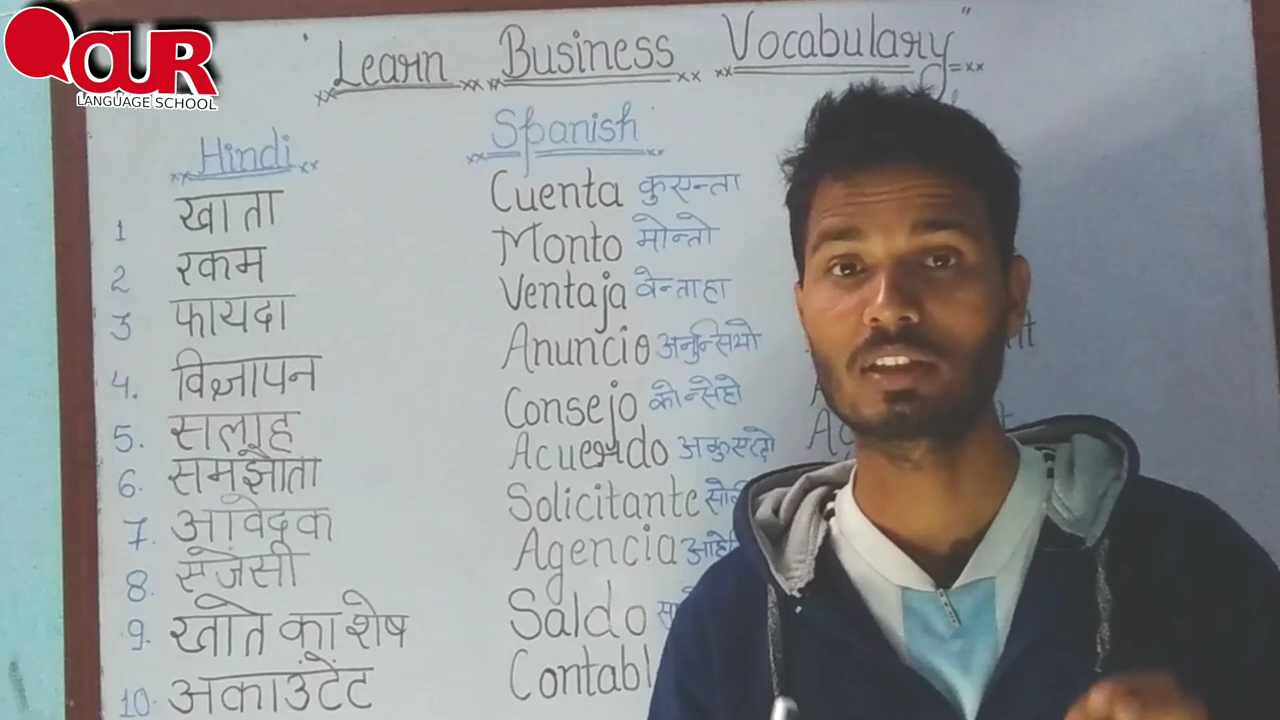 OUR
LANGUAGE SCHOOL
"Learn Business Vocabulary"
Hindi Spanish
1 खाता Cuenta कुएन्ता
2 रकम Monto मोन्तो
3 फायदा Ventaja वेन्ताहा
4. विज्ञापन Anuncio अनुन्सियो
5. सलाह Consejo कोन्सेहो
6. समझौता Acuerdo अकुएरदो
7. आवेदक Solicitante
8. एजेंसी Agencia
9. खाते का शेष Saldo
10. अकाउंटेंट